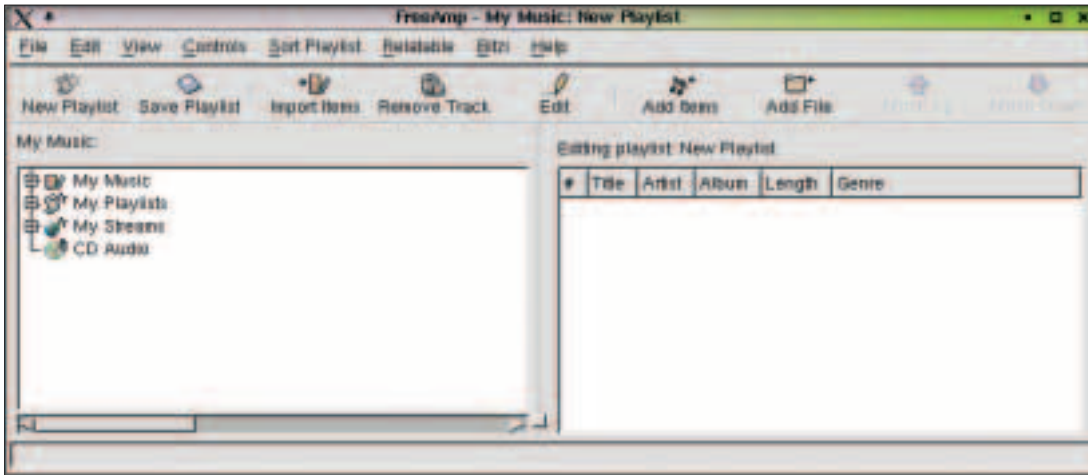 FreeAmp - My Music: New Playlist
File Edit View Controls Sort Playlist Relatable Bitzi Help
New Playlist Save Playlist Import Items Remove Track Edit Add Items Add File
My Music:
My Music
My Playlists
My Streams
CD Audio
Editing playlist: New Playlist
# Title Artist Album Length Genre